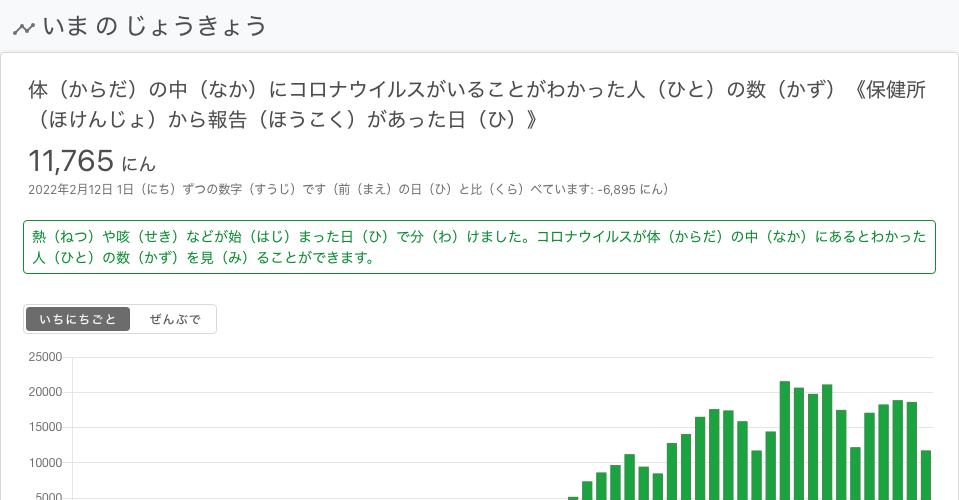 いま の じょうきょう
体（からだ）の中（なか）にコロナウイルスがいることがわかった人（ひと）の数（かず）《保健所
（ほけんじょ）から報告（ほうこく）があった日（ひ）》
11,765 にん
2022年2月12日 1日（にち）ずつの数字（すうじ）です（前（まえ）の日（ひ）と比（くら）べています: -6,895 にん）
熱（ねつ）や咳（せき）などが始（はじ）まった日（ひ）で分（わ）けました。コロナウイルスが体（からだ）の中（なか）にあるとわかった
人（ひと）の数（かず）を見（み）ることができます。
いちにちごと ぜんぶで
25000
20000
15000
10000
5000